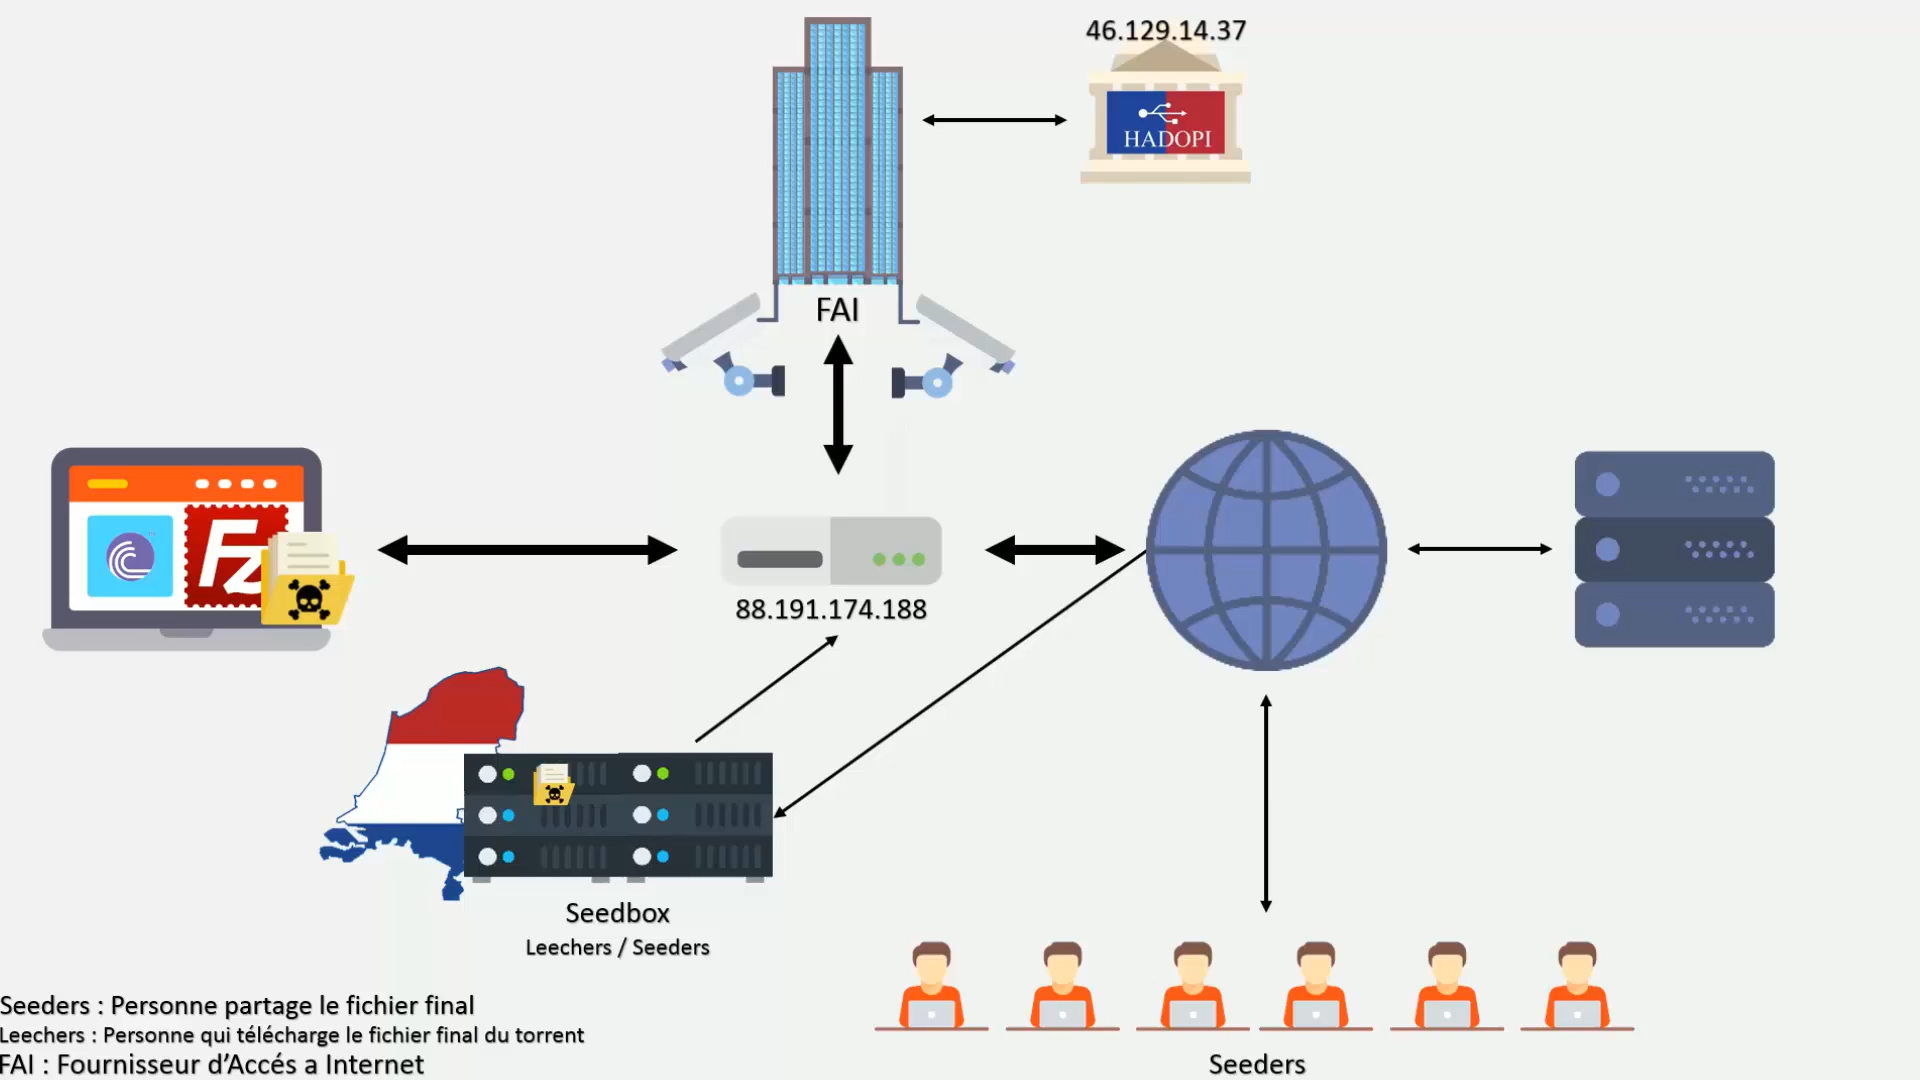 46.129.14.37
HADOPI
FAI
Fz
88.191.174.188
Seedbox
Leechers / Seeders
Seeders : Personne partage le fichier final
Leechers : Personne qui télécharge le fichier final du torrent
FAI : Fournisseur d'Accés a Internet
Seeders